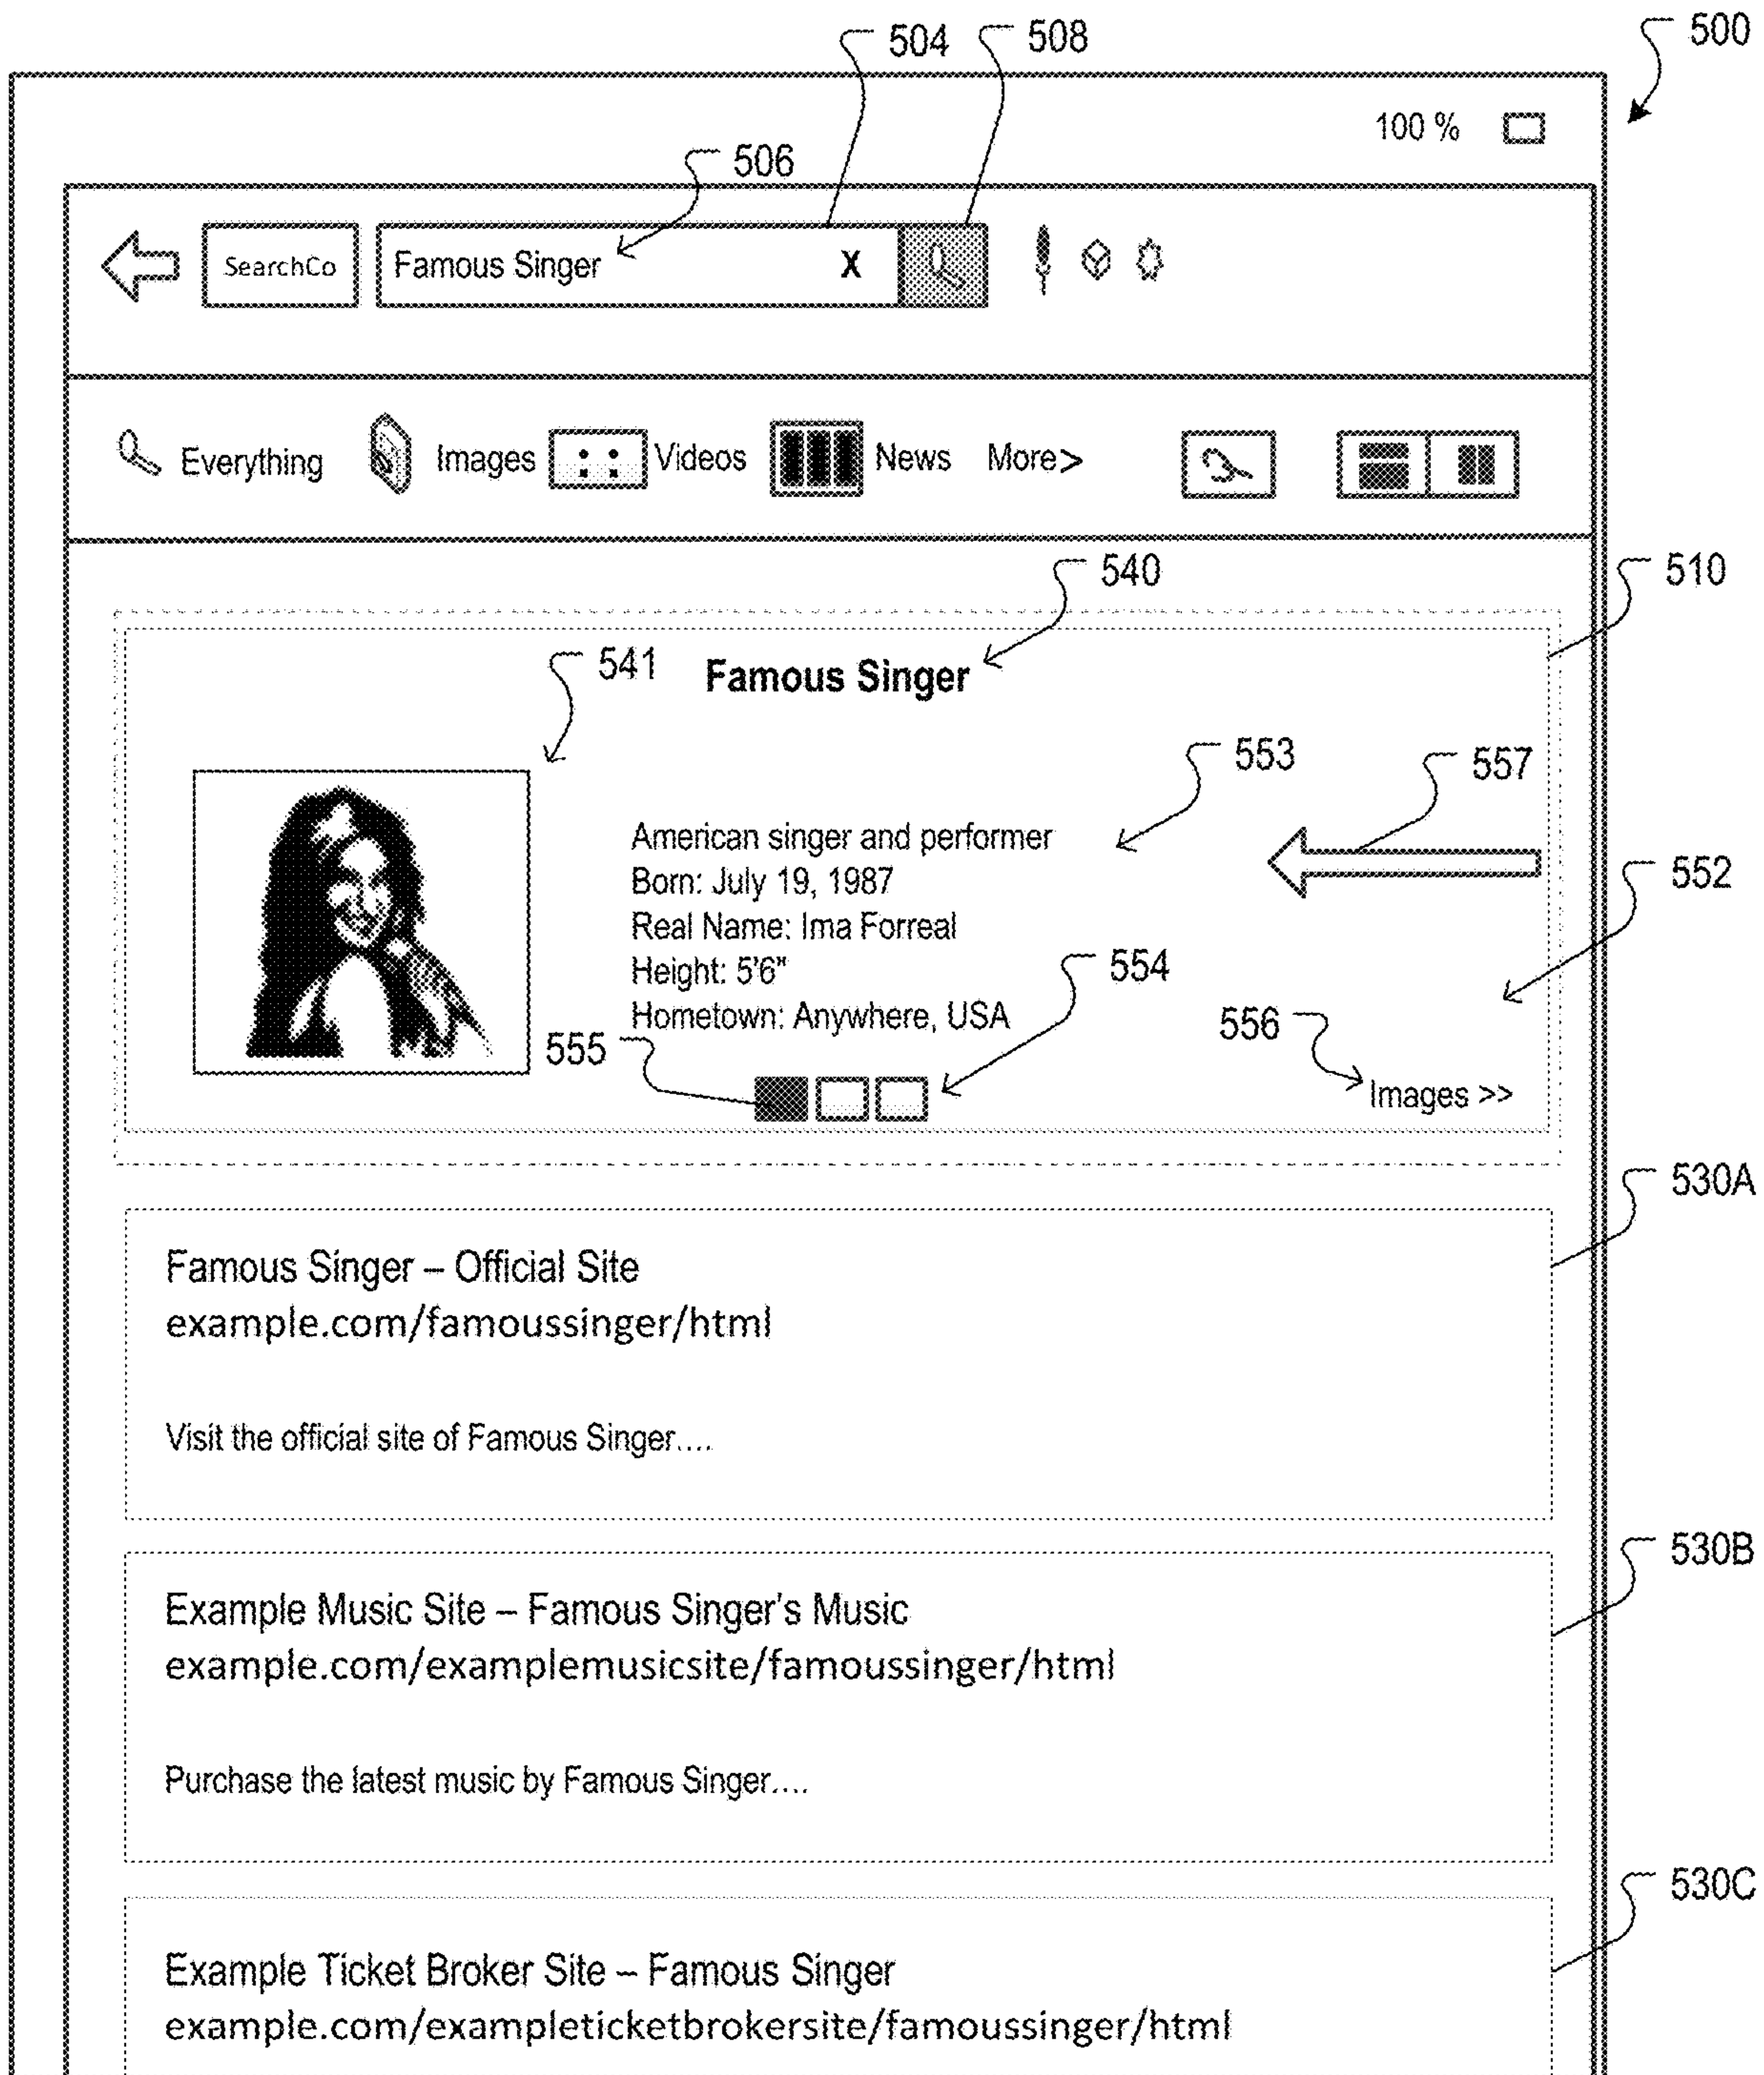 504
508
500
100 %
506
SearchCo
Famous Singer
X
Everything
Images
Videos
News
More>
540
510
541
Famous Singer
553
557
American singer and performer
552
Born: July 19, 1987
Real Name: Ima Forreal
Height: 5'6"
554
Hometown: Anywhere, USA
556
555
Images >>
530A
Famous Singer – Official Site
example.com/famoussinger/html
Visit the official site of Famous Singer....
530B
Example Music Site – Famous Singer's Music
example.com/examplemusicsite/famoussinger/html
Purchase the latest music by Famous Singer....
530C
Example Ticket Broker Site – Famous Singer
example.com/exampleticketbrokersite/famoussinger/html